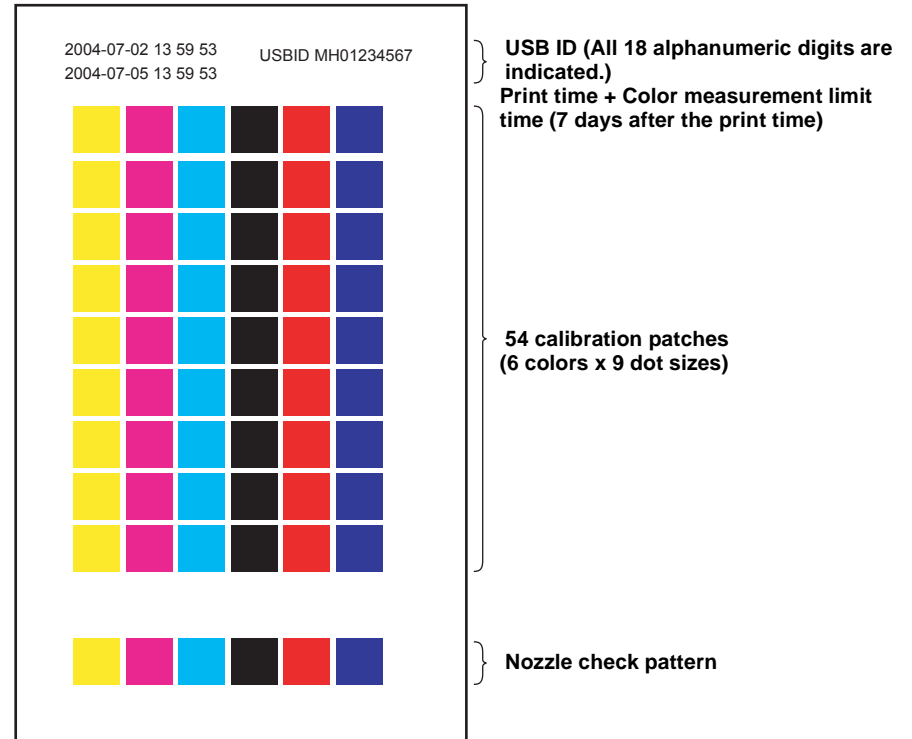 2004-07-02 13 59 53
2004-07-05 13 59 53
USBID MH01234567
USB ID (All 18 alphanumeric digits are
indicated.)
Print time + Color measurement limit
time (7 days after the print time)
54 calibration patches
(6 colors x 9 dot sizes)
Nozzle check pattern